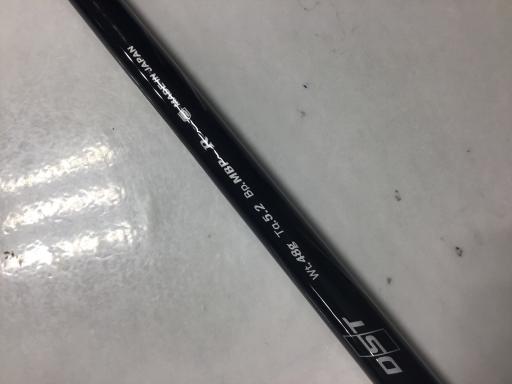 DST
Wt.48g Tq.5.2 Bp.MBP R MADE IN JAPAN